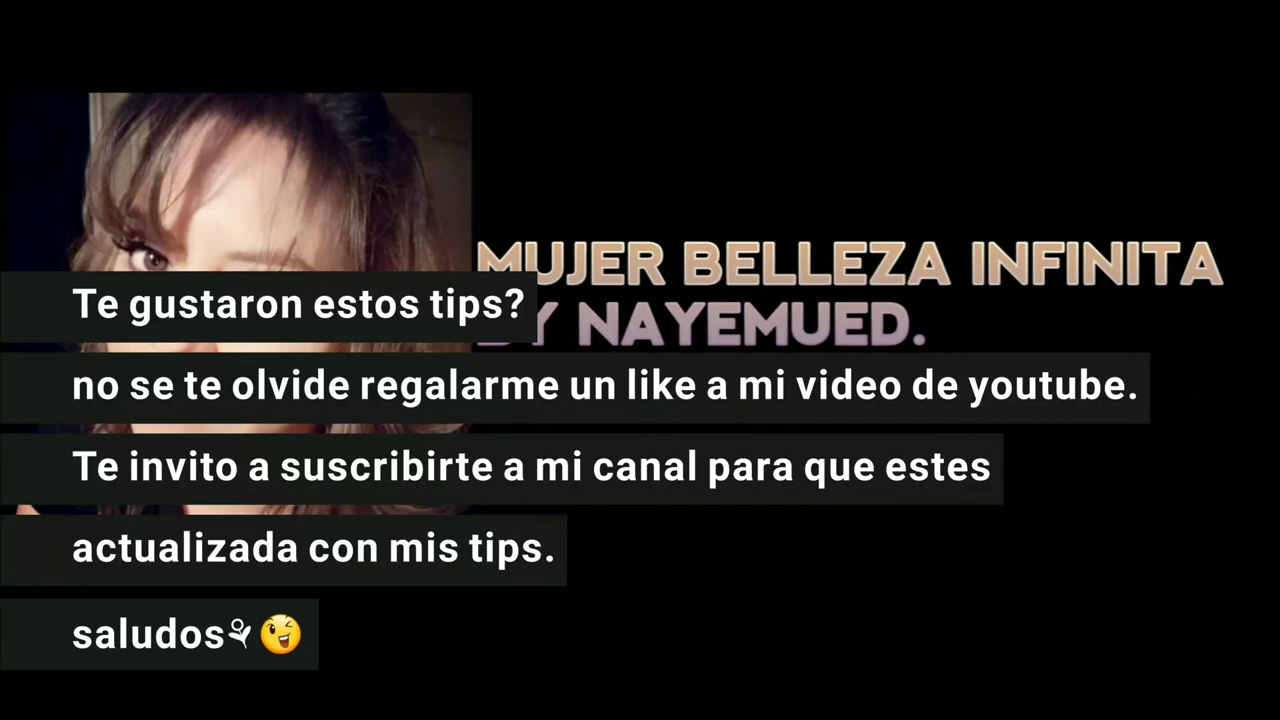 MUJER BELLEZA INFINITA
BY NAYEMUED.
Te gustaron estos tips?
no se te olvide regalarme un like a mi video de youtube.
Te invito a suscribirte a mi canal para que estes
actualizada con mis tips.
saludos⚘😉